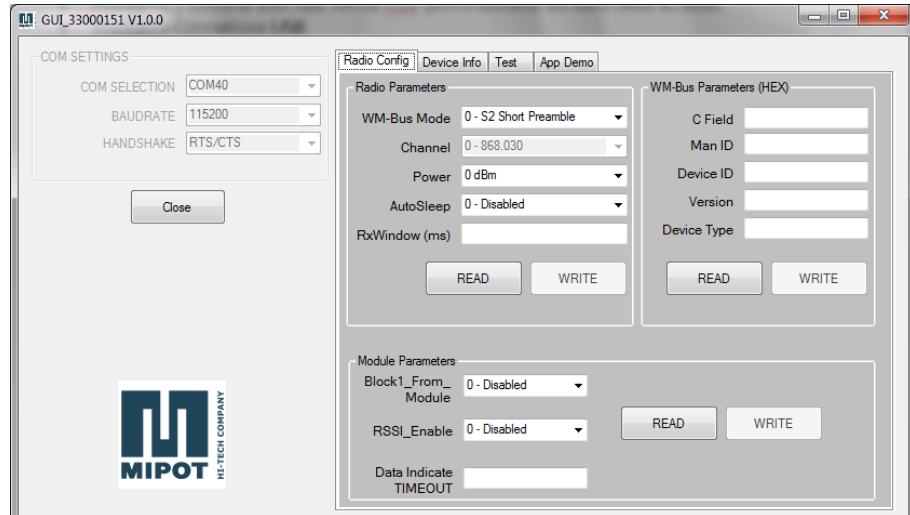 GUI_33000151 V1.0.0
COM SETTINGS
COM SELECTION COM40
BAUDRATE 115200
HANDSHAKE RTS/CTS
Close
MIPOT
HI-TECH COMPANY
Radio Config Device Info Test App Demo
Radio Parameters
WM-Bus Mode 0 - S2 Short Preamble
Channel 0 - 868.030
Power 0 dBm
AutoSleep 0 - Disabled
RxWindow (ms)
READ WRITE
WM-Bus Parameters (HEX)
C Field
Man ID
Device ID
Version
Device Type
READ WRITE
Module Parameters
Block1_From_
Module
0 - Disabled
RSSI_Enable 0 - Disabled
Data Indicate
TIMEOUT
READ WRITE